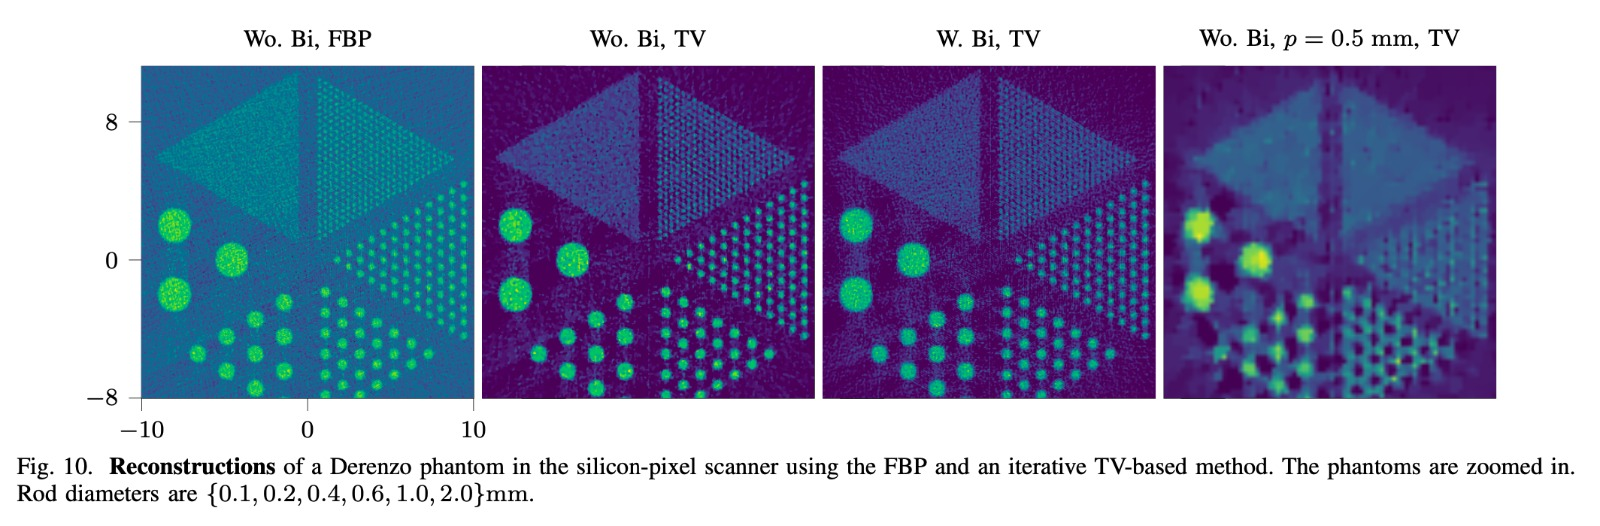 Wo. Bi, FBP
Wo. Bi, TV
W. Bi, TV
Wo. Bi, p = 0.5 mm, TV
8
0
−8
−10
0
10
Fig. 10. Reconstructions of a Derenzo phantom in the silicon-pixel scanner using the FBP and an iterative TV-based method. The phantoms are zoomed in.
Rod diameters are {0.1, 0.2, 0.4, 0.6, 1.0, 2.0}mm.